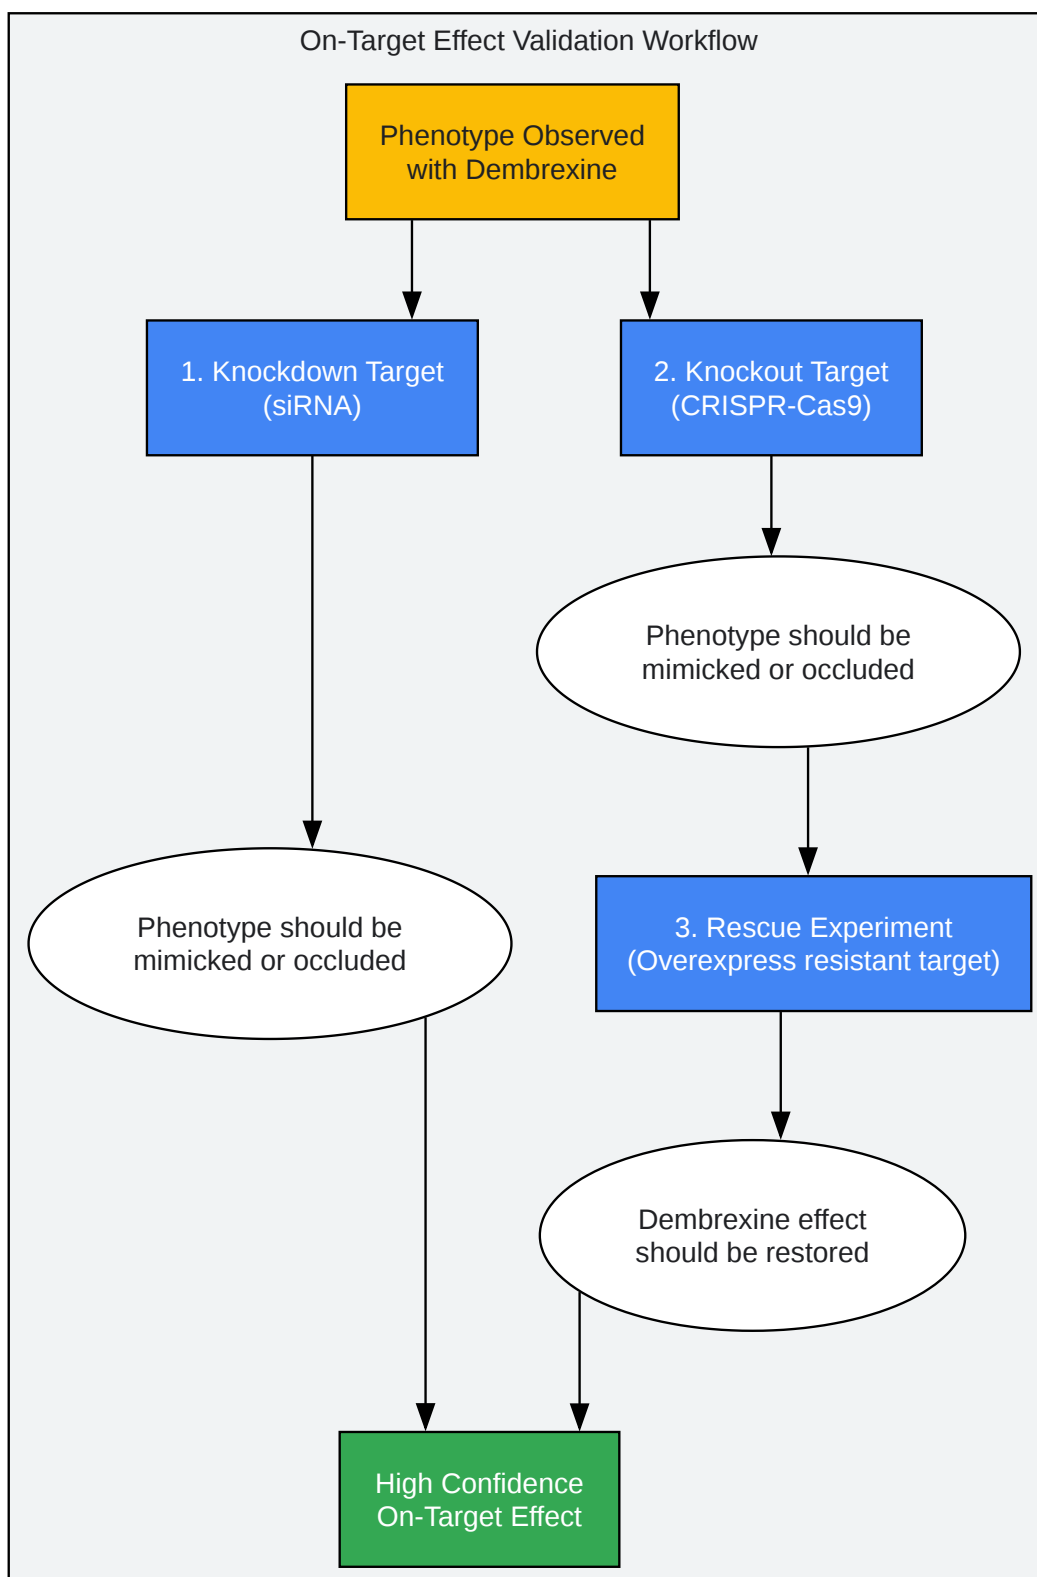 On-Target Effect Validation Workflow
Phenotype Observed
with Dembrexine
1. Knockdown Target
(siRNA)
2. Knockout Target
(CRISPR-Cas9)
Phenotype should be
mimicked or occluded
Phenotype should be
mimicked or occluded
3. Rescue Experiment
(Overexpress resistant target)
Dembrexine effect
should be restored
High Confidence
On-Target Effect